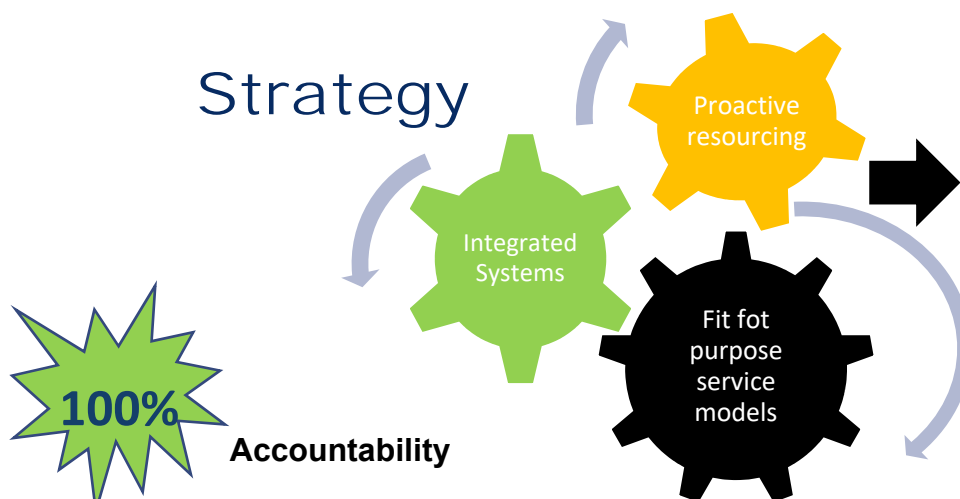 Strategy
Proactive
resourcing
Integrated
Systems
Fit fot
purpose
service
models
100%
Accountability